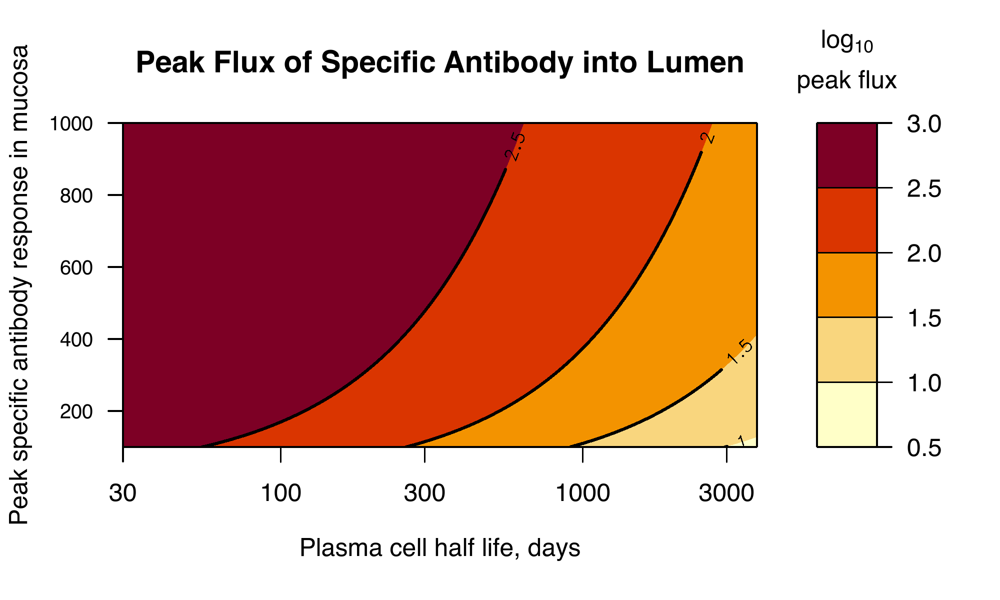 Peak Flux of Specific Antibody into Lumen
log10
peak flux
Peak specific antibody response in mucosa
1000
800
600
400
200
2.5
2
1.5
1
30 100 300 1000 3000
Plasma cell half life, days
3.0
2.5
2.0
1.5
1.0
0.5